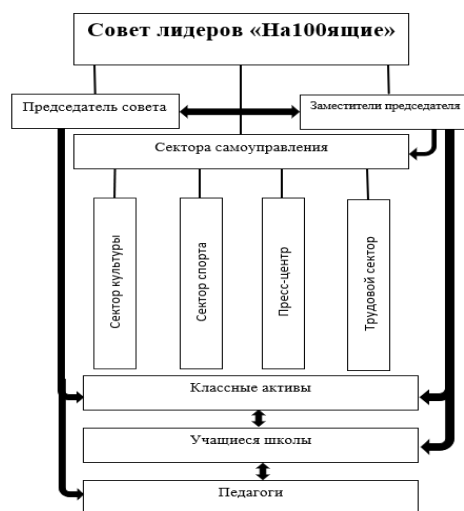 Совет лидеров «На100ящие»
Председатель совета
Заместители председателя
Сектора самоуправления
Сектор культуры
Сектор спорта
Пресс-центр
Трудовой сектор
Классные активы
Учащиеся школы
Педагоги